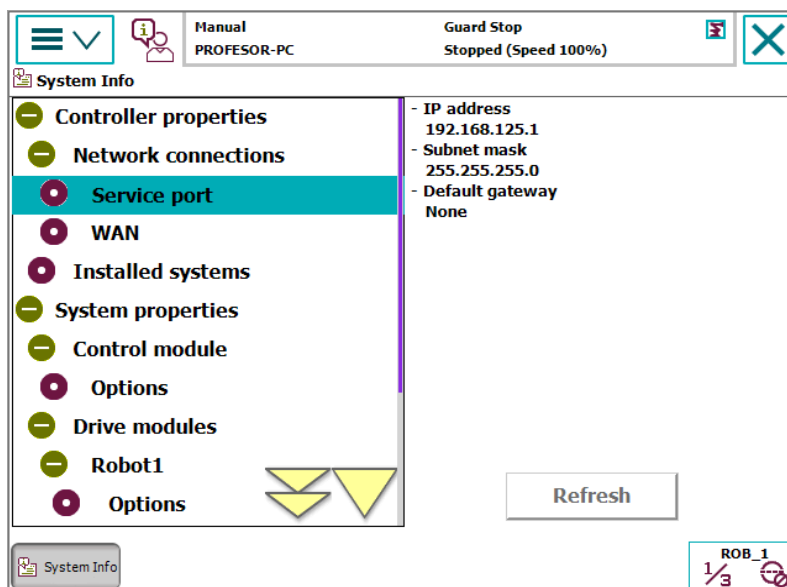 Manual
PROFESOR-PC
Guard Stop
Stopped (Speed 100%)
System Info
Controller properties
Network connections
Service port
WAN
Installed systems
System properties
Control module
Options
Drive modules
Robot1
Options
- IP address
192.168.125.1
- Subnet mask
255.255.255.0
- Default gateway
None
Refresh
System Info
ROB_1
1/3